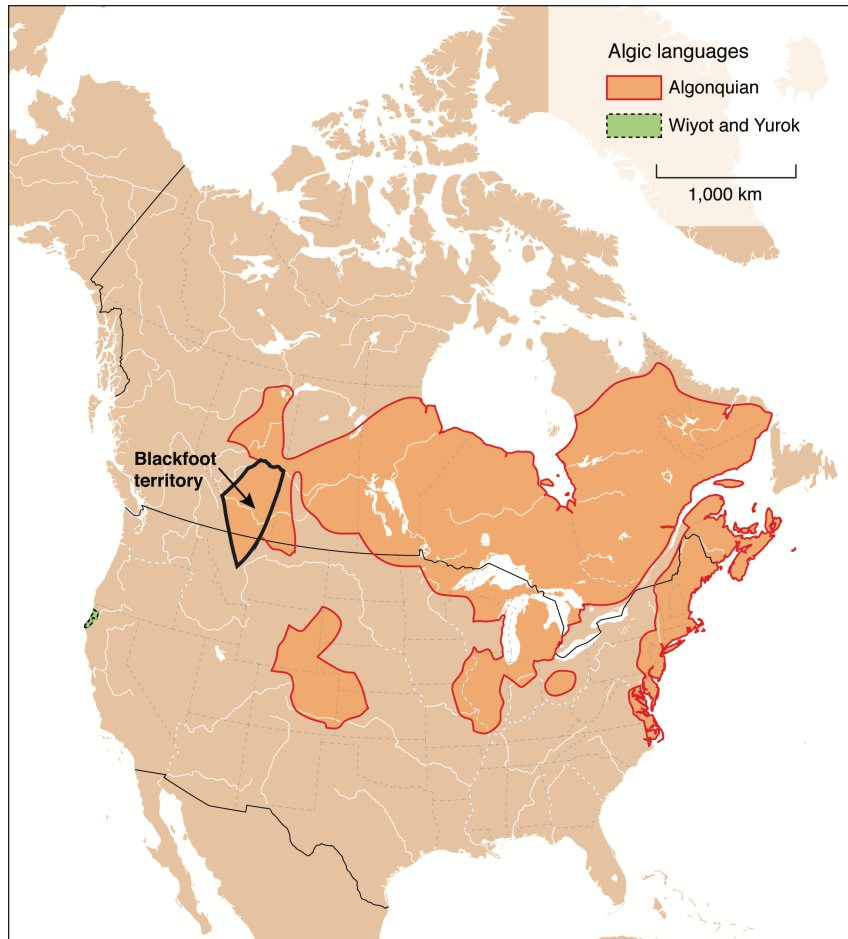 Algic languages
Algonquian
Wiyot and Yurok
1,000 km
Blackfoot
territory